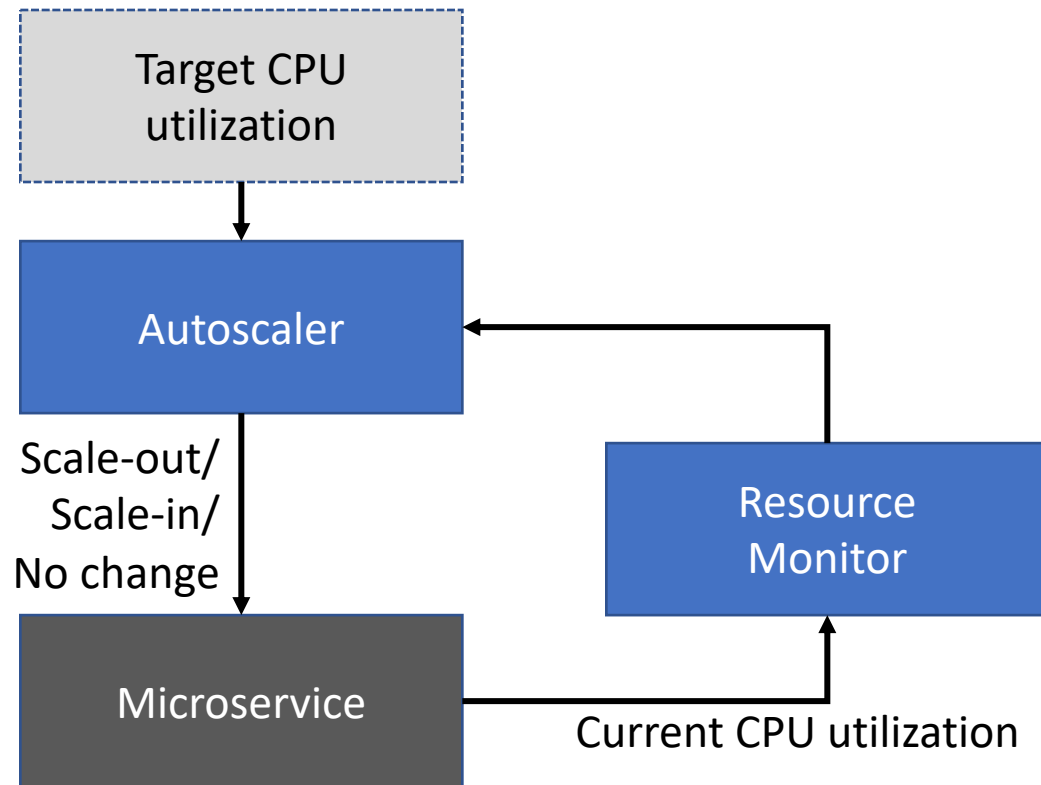 Target CPU
utilization
Autoscaler
Scale-out/
Scale-in/
No change
Resource
Monitor
Microservice
Current CPU utilization